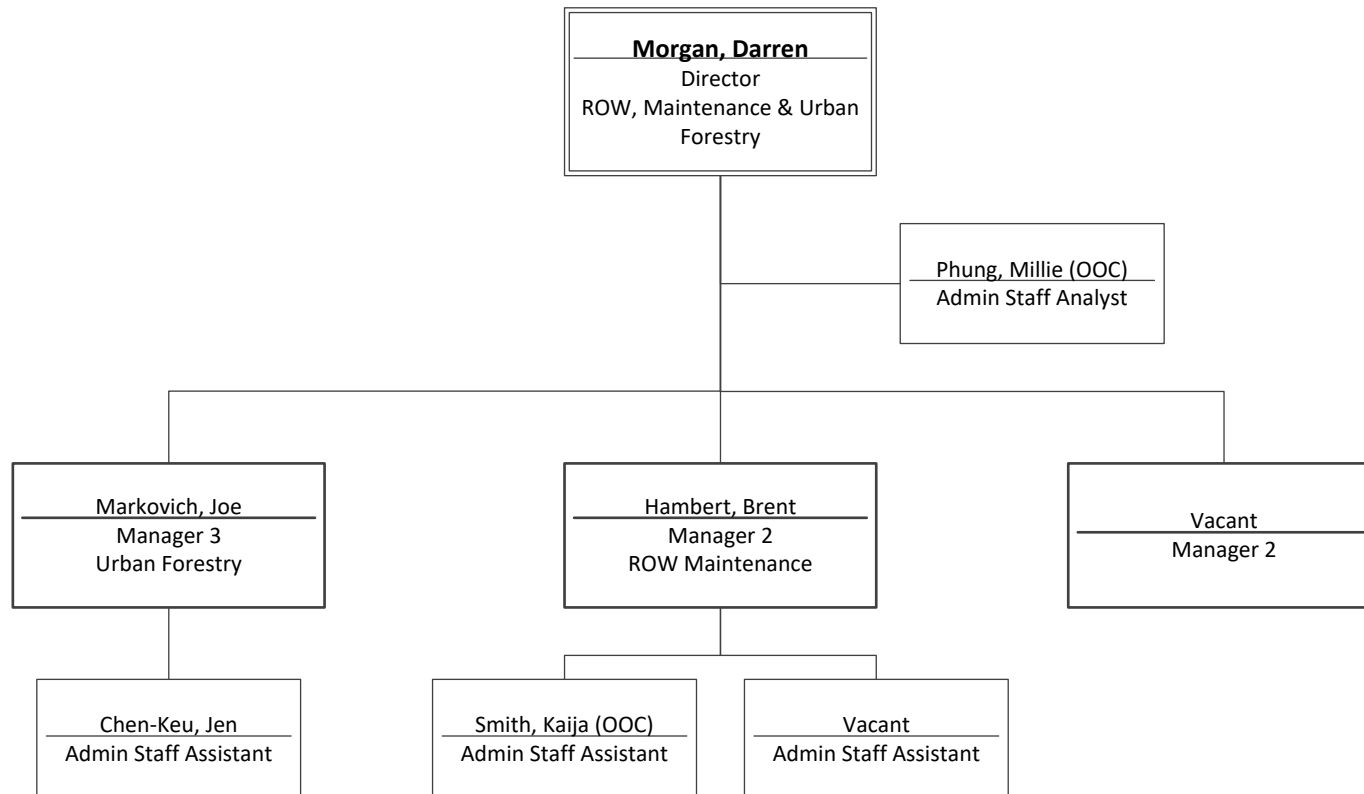 Morgan, Darren
Director
ROW, Maintenance & Urban
Forestry
Phung, Millie (OOC)
Admin Staff Analyst
Markovich, Joe
Manager 3
Urban Forestry
Hambert, Brent
Manager 2
ROW Maintenance
Vacant
Manager 2
Chen-Keu, Jen
Admin Staff Assistant
Smith, Kaija (OOC)
Admin Staff Assistant
Vacant
Admin Staff Assistant